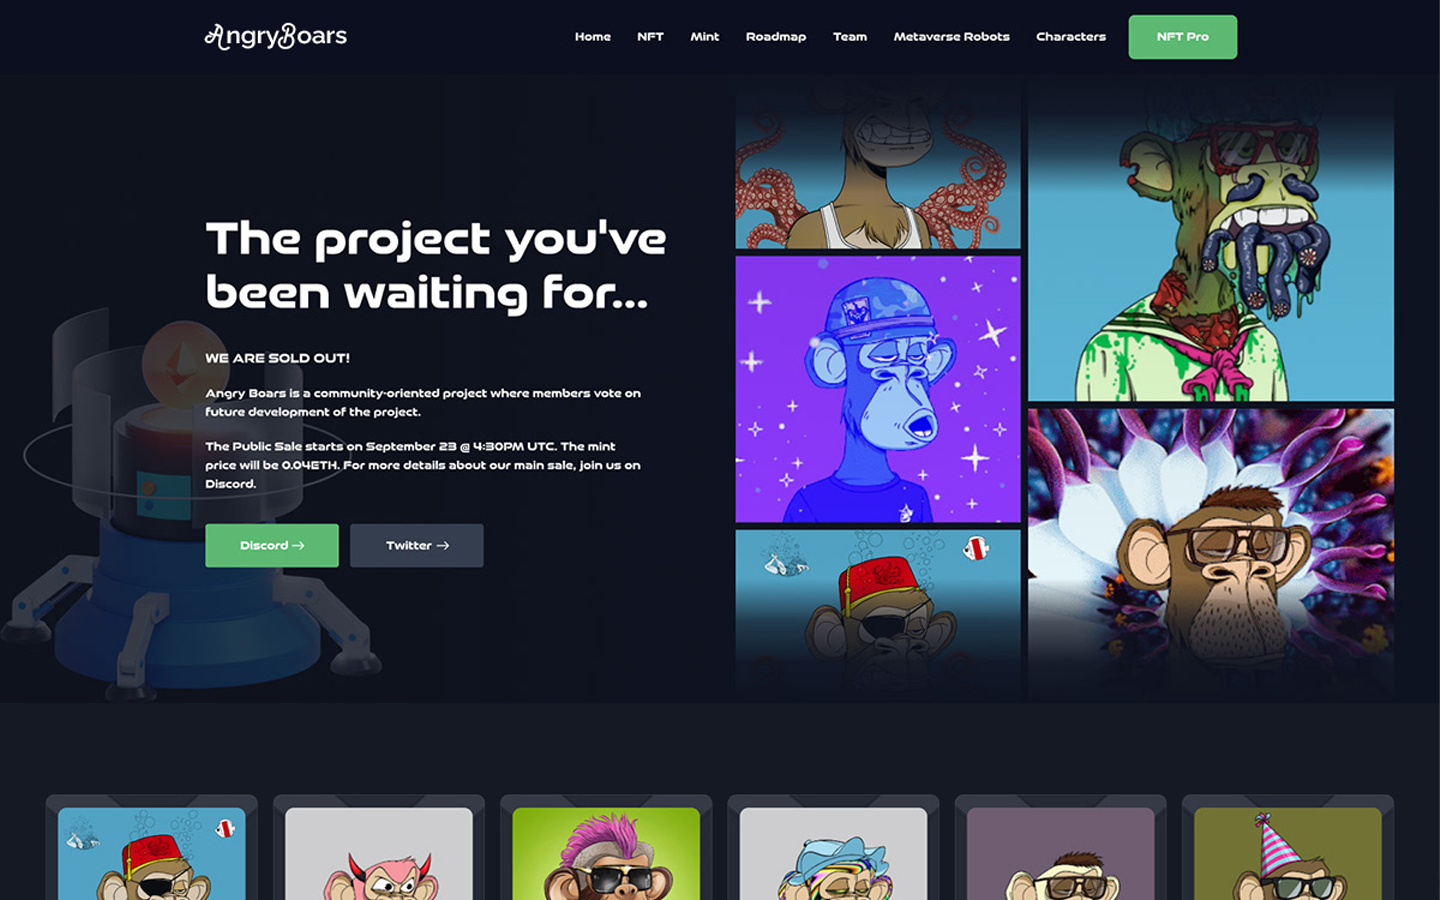 AngryBoars
Home NFT Mint Roadmap Team Metaverse Robots Characters NFT Pro
The project you've
been waiting for...
WE ARE SOLD OUT!
Angry Boars is a community-oriented project where members vote on
future development of the project.
The Public Sale starts on September 23 @ 4:30PM UTC. The mint
price will be 0.04ETH. For more details about our main sale, join us on
Discord.
Discord →
Twitter →